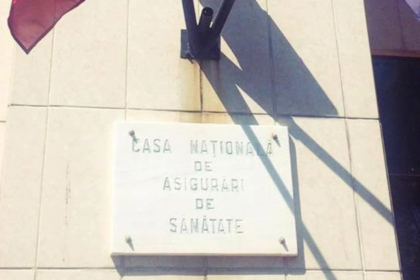 CASA NAȚIONALĂ
DE
ASIGURĂRI
DE
SĂNĂTATE